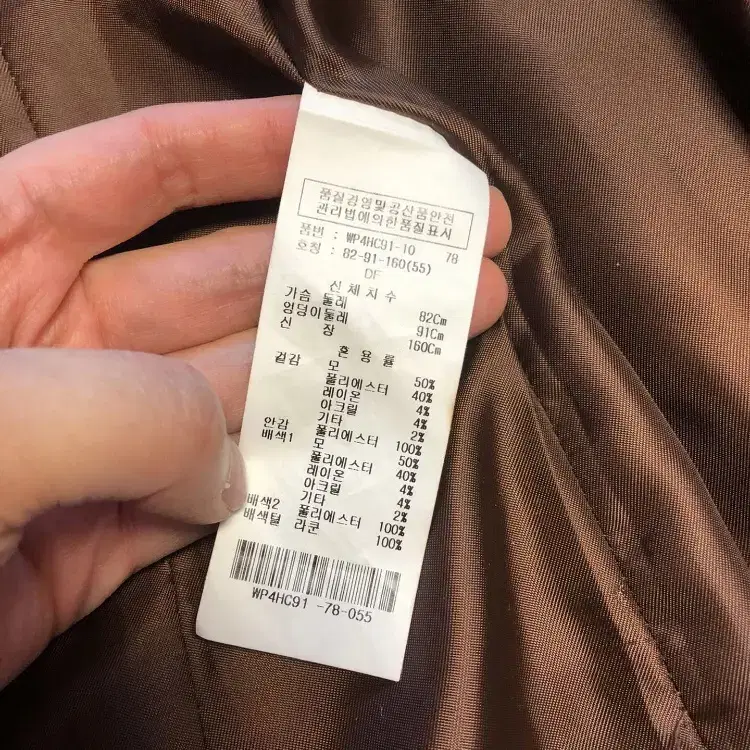 품질경영및공산품안전
관리법에의한품질표시
품번 : WP4HC91-10 78
호칭 : 82-91-160(55)
DF
신체치수
가슴 둘레 82Cm
엉덩이둘레 91Cm
신 장 160Cm
혼용률
겉감 모 50%
폴리에스터 40%
레이온 4%
아크릴 4%
기타 2%
안감 폴리에스터 100%
배색1 모 50%
폴리에스터 40%
레이온 4%
아크릴 4%
기타 2%
배색2 폴리에스터 100%
배색털 라쿤 100%
WP4HC91 -78-055